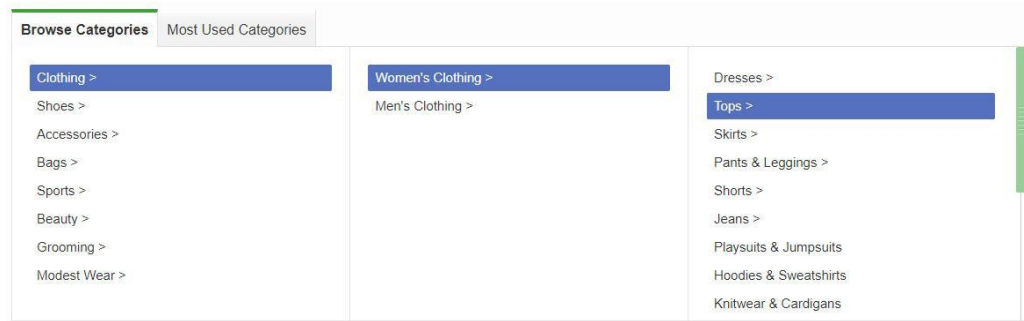 Browse Categories
Most Used Categories
Clothing >
Shoes >
Accessories >
Bags >
Sports >
Beauty >
Grooming >
Modest Wear >
Women's Clothing >
Men's Clothing >
Dresses >
Tops >
Skirts >
Pants & Leggings >
Shorts >
Jeans >
Playsuits & Jumpsuits
Hoodies & Sweatshirts
Knitwear & Cardigans